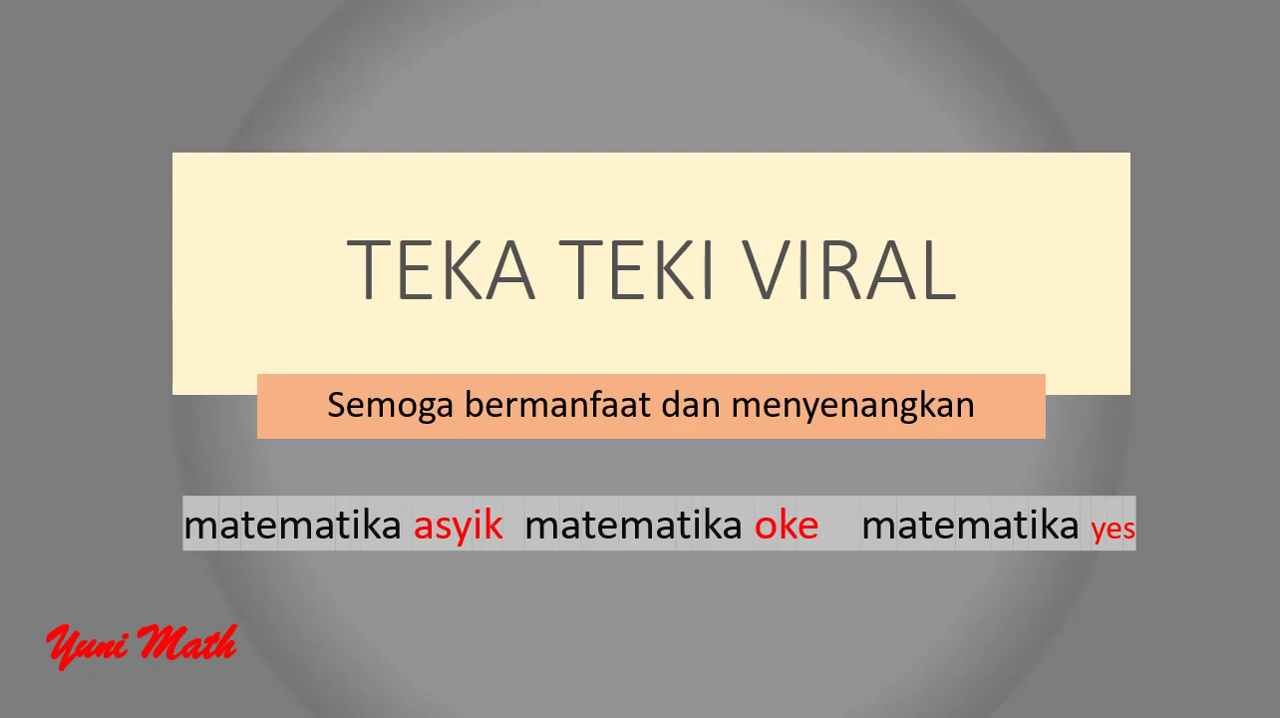 TEKA TEKI VIRAL
Semoga bermanfaat dan menyenangkan
matematika asyik matematika oke matematika yes
Yuni Math